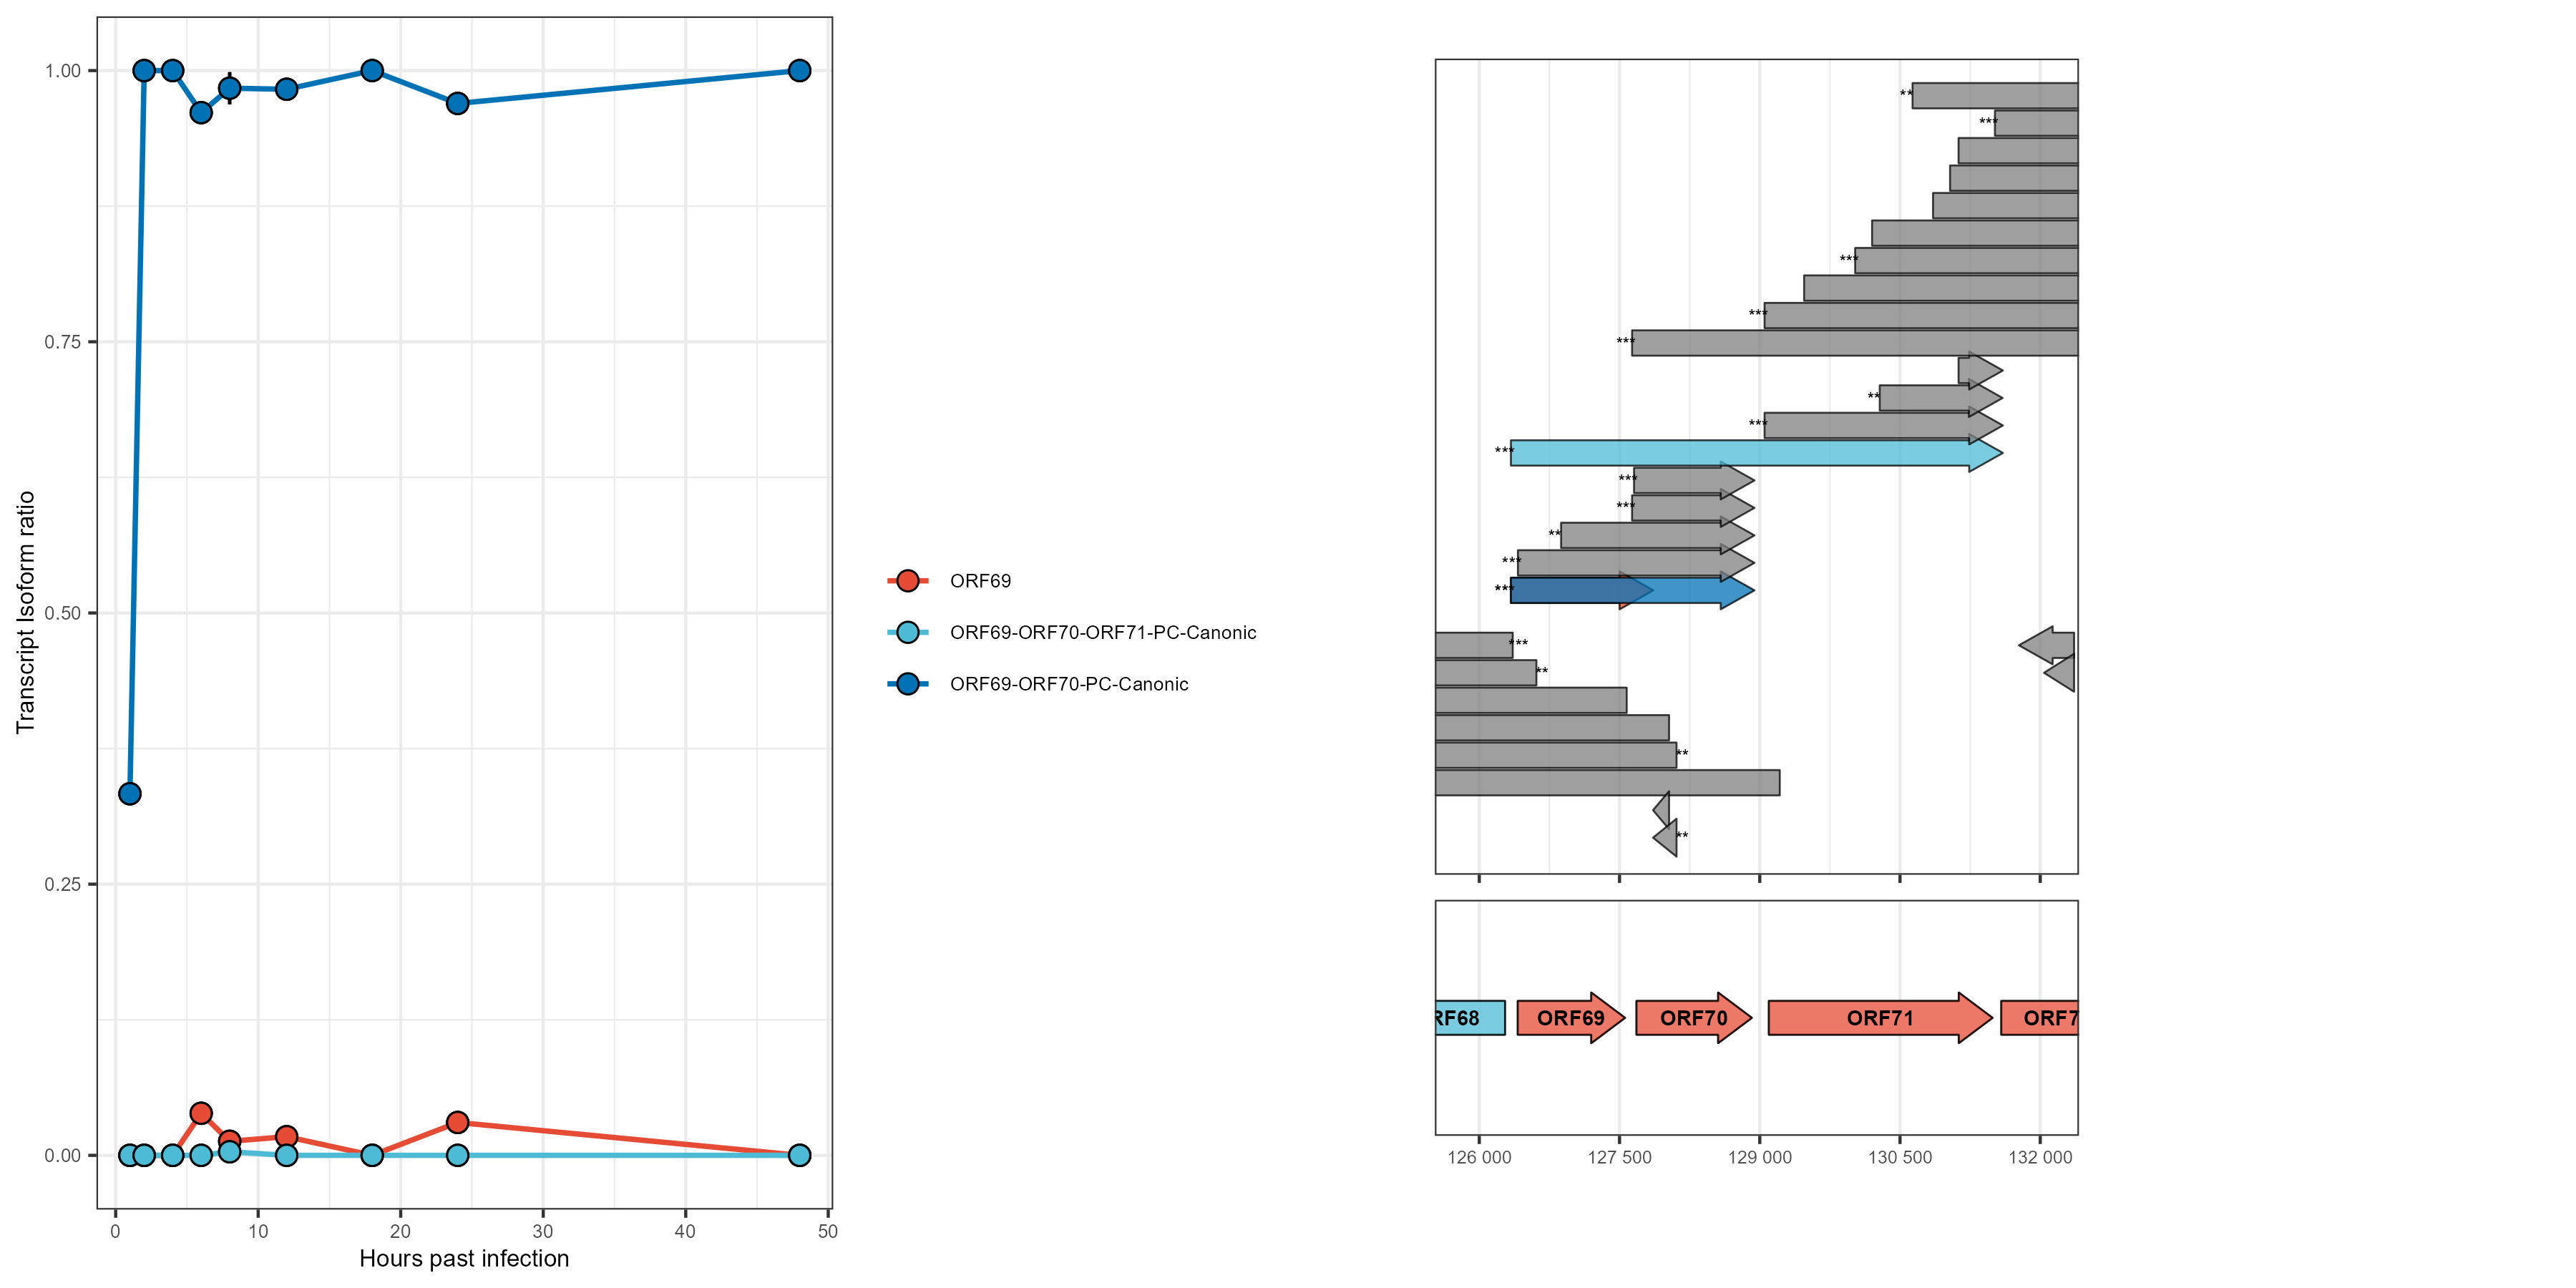 Transcript Isoform ratio
1.00
0.75
0.50
0.25
0.00
0 10 20 30 40 50
Hours past infection
ORF69
ORF69-ORF70-ORF71-PC-Canonic
ORF69-ORF70-PC-Canonic
**
***
***
***
***
**
***
***
***
***
**
***
***
***
**
**
**
RF68 ORF69 ORF70 ORF71 ORF7
126 000 127 500 129 000 130 500 132 000